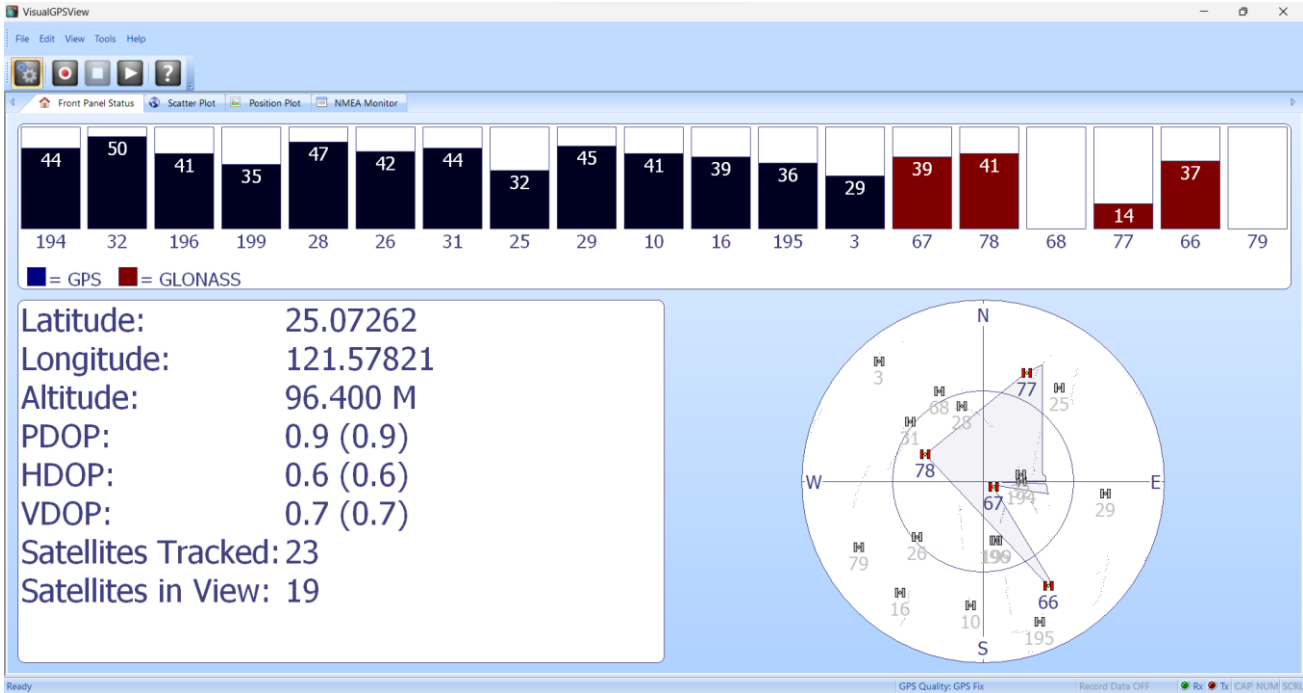 VisualGPSView
File Edit View Tools Help
Front Panel Status Scatter Plot Position Plot NMEA Monitor
44 50 41 35 47 42 44 32 45 41 39 36 29 39 41 14 37
194 32 196 199 28 26 31 25 29 10 16 195 3 67 78 68 77 66 79
= GPS = GLONASS
Latitude: 25.07262
Longitude: 121.57821
Altitude: 96.400 M
PDOP: 0.9 (0.9)
HDOP: 0.6 (0.6)
VDOP: 0.7 (0.7)
Satellites Tracked: 23
Satellites in View: 19
N
3 77 25
68 28
31
78
W E
67 194 29
26
79
66
16 10
195
S
Ready GPS Quality: GPS Fix Record Data OFF Rx Tx CAP NUM SCRL